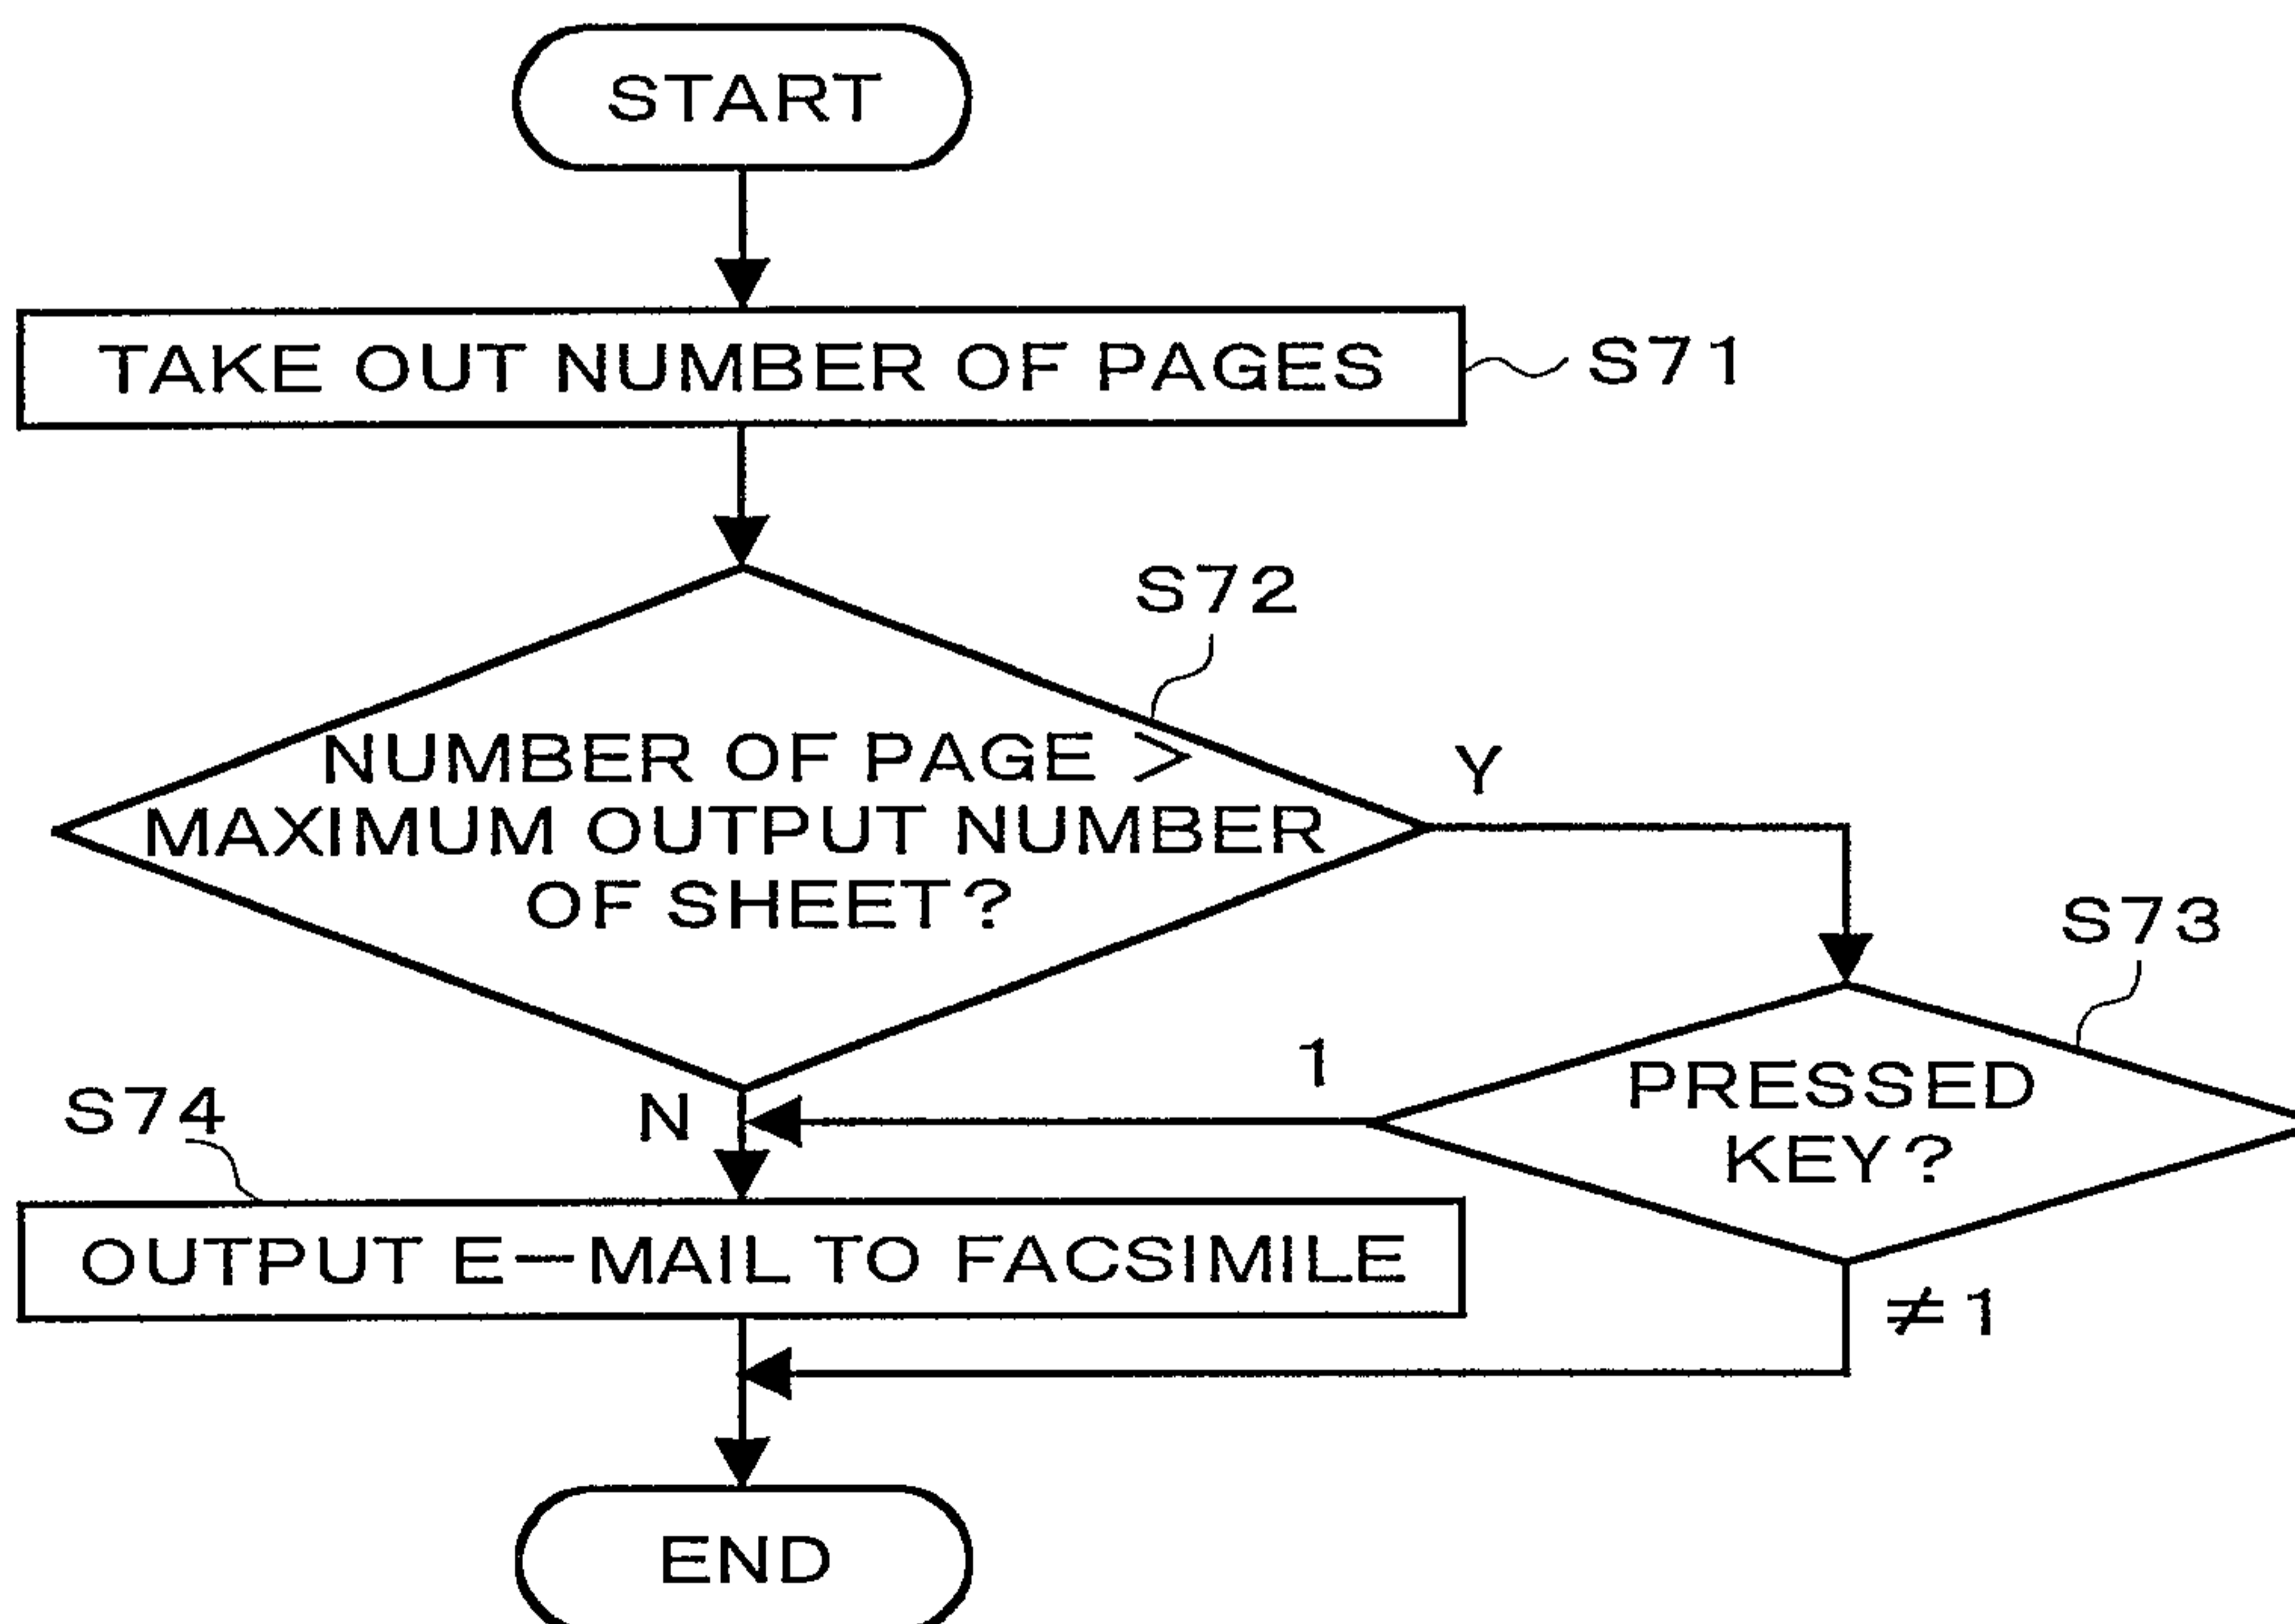 START
TAKE OUT NUMBER OF PAGES
S71
S72
NUMBER OF PAGE >
MAXIMUM OUTPUT NUMBER
OF SHEET?
Y
S73
PRESSED
KEY?
1
N
S74
OUTPUT E-MAIL TO FACSIMILE
≠1
END